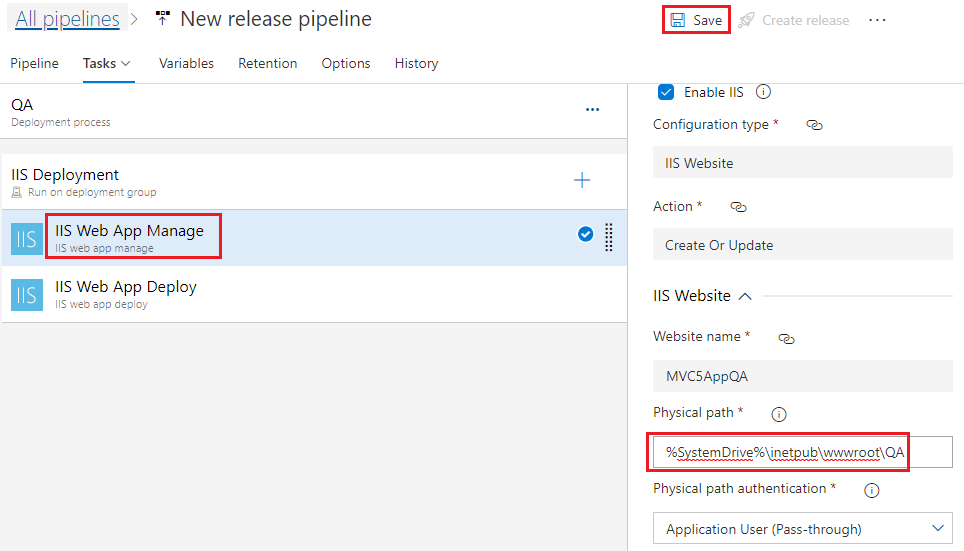 All pipelines > New release pipeline
Save
Create release
Pipeline Tasks Variables Retention Options History
QA
Deployment process
IIS Deployment
Run on deployment group
IIS
IIS Web App Manage
IIS web app manage
IIS
IIS Web App Deploy
IIS web app deploy
Enable IIS
Configuration type *
IIS Website
Action *
Create Or Update
IIS Website
Website name *
MVC5AppQA
Physical path *
%SystemDrive%\inetpub\wwwroot\QA
Physical path authentication *
Application User (Pass-through)